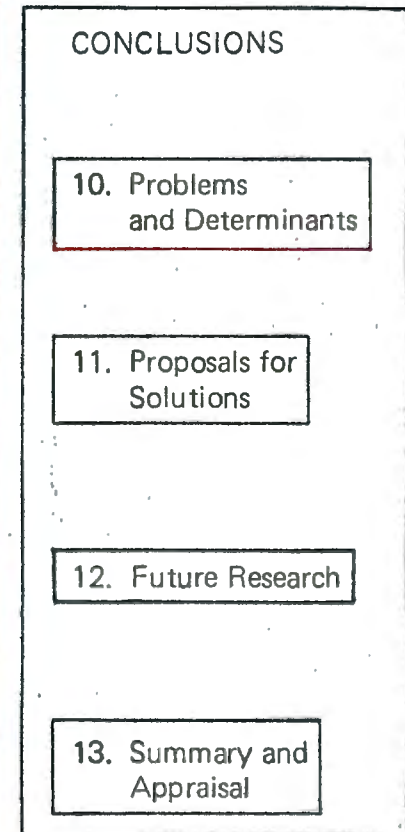 CONCLUSIONS
10. Problems
and Determinants
11. Proposals for
Solutions
12. Future Research
13. Summary and
Appraisal